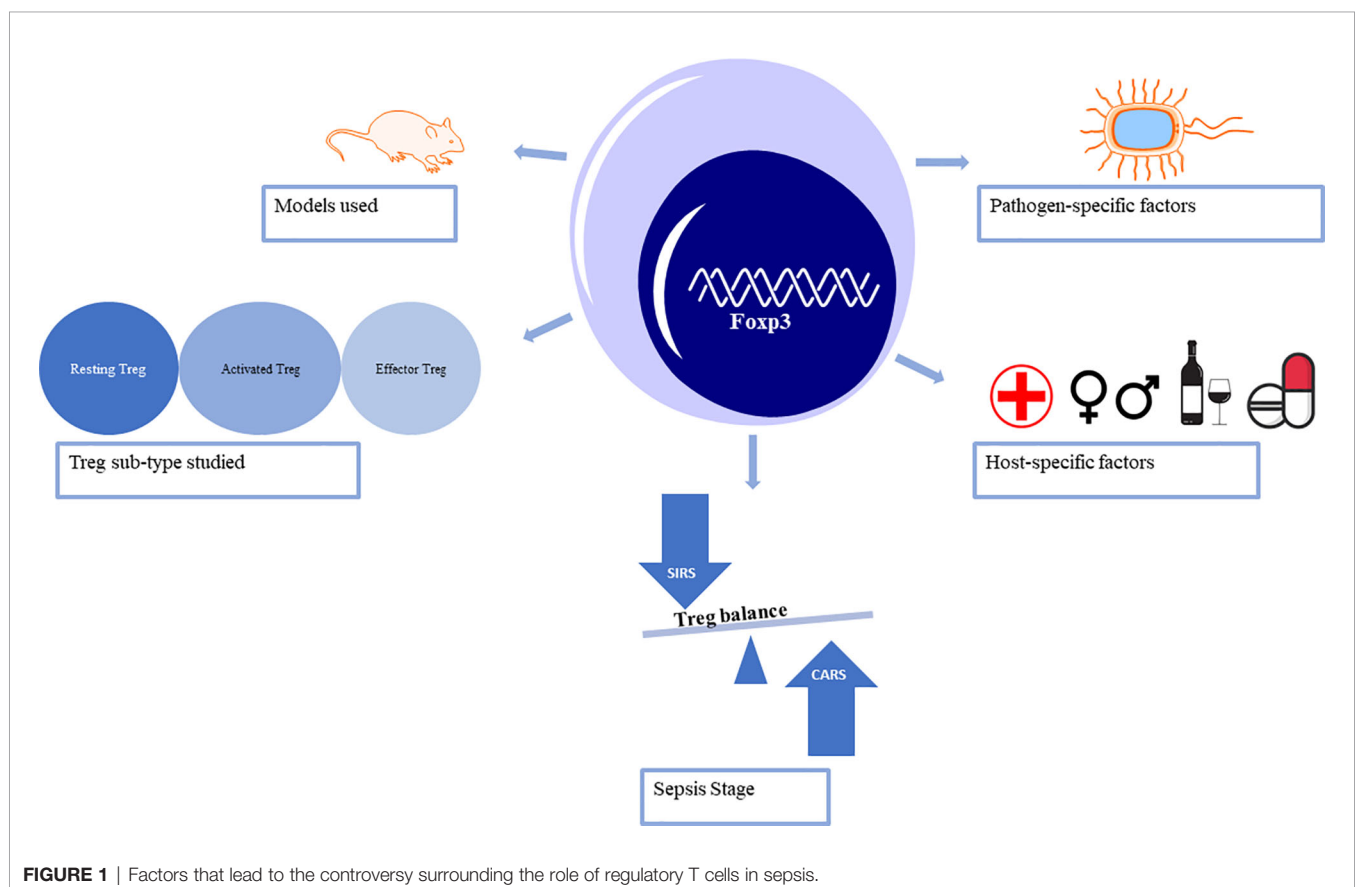 Models used
Pathogen-specific factors
Foxp3
Resting Treg
Activated Treg
Effector Treg
Treg sub-type studied
Host-specific factors
SIRS
Treg balance
CARS
Sepsis Stage
FIGURE 1 | Factors that lead to the controversy surrounding the role of regulatory T cells in sepsis.